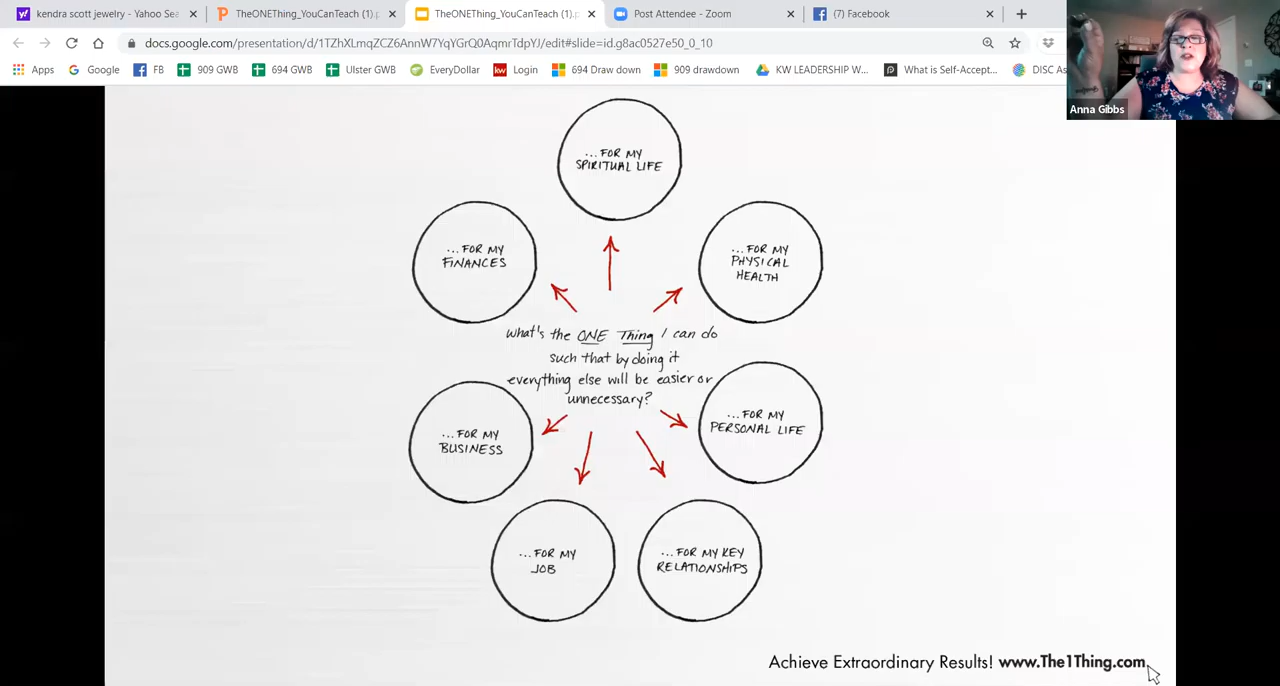 kendra scott jewelry - Yahoo Sea
TheONEThing_YouCanTeach (1).p
TheONEThing_YouCanTeach (1).p
Post Attendee - Zoom
(7) Facebook
docs.google.com/presentation/d/1TZhXLmqZCZ6AnnW7YqYGrQ0AqmrTdpYJ/edit#slide=id.g8ac0527e50_0_10
Apps
Google
FB
909 GWB
694 GWB
Ulster GWB
EveryDollar
kw
Login
694 Draw down
909 drawdown
KW LEADERSHIP W...
What is Self-Accept...
DISC As
Anna Gibbs
...FOR MY
SPIRITUAL LIFE
...FOR MY
FINANCES
...FOR MY
PHYSICAL
HEALTH
What's the ONE Thing I can do
such that by doing it
everything else will be easier or
unnecessary?
...FOR MY
BUSINESS
...FOR MY
PERSONAL LIFE
...FOR MY
JOB
...FOR MY KEY
RELATIONSHIPS
Achieve Extraordinary Results! www.The1Thing.com